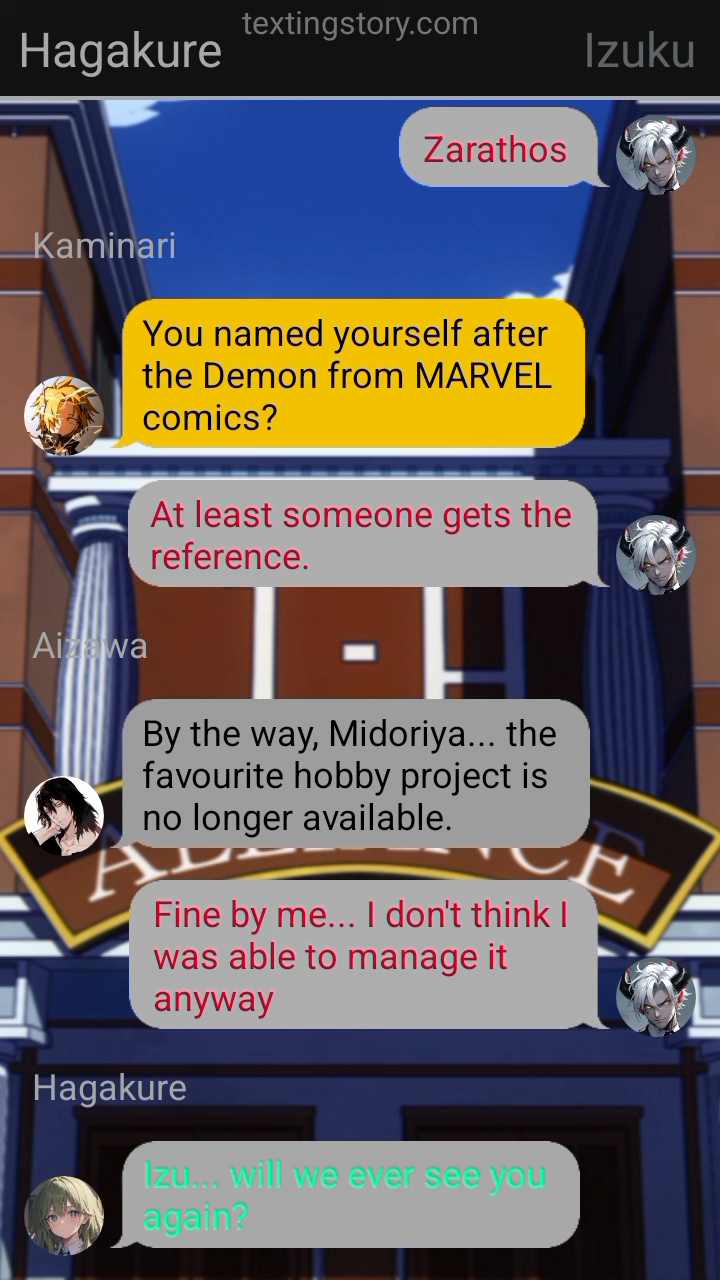 textingstory.com
Hagakure
Izuku
Zarathos
Kaminari
You named yourself after
the Demon from MARVEL
comics?
At least someone gets the
reference.
Aizawa
By the way, Midoriya... the
favourite hobby project is
no longer available.
Fine by me... I don't think I
was able to manage it
anyway
Hagakure
Izu... will we ever see you
again?